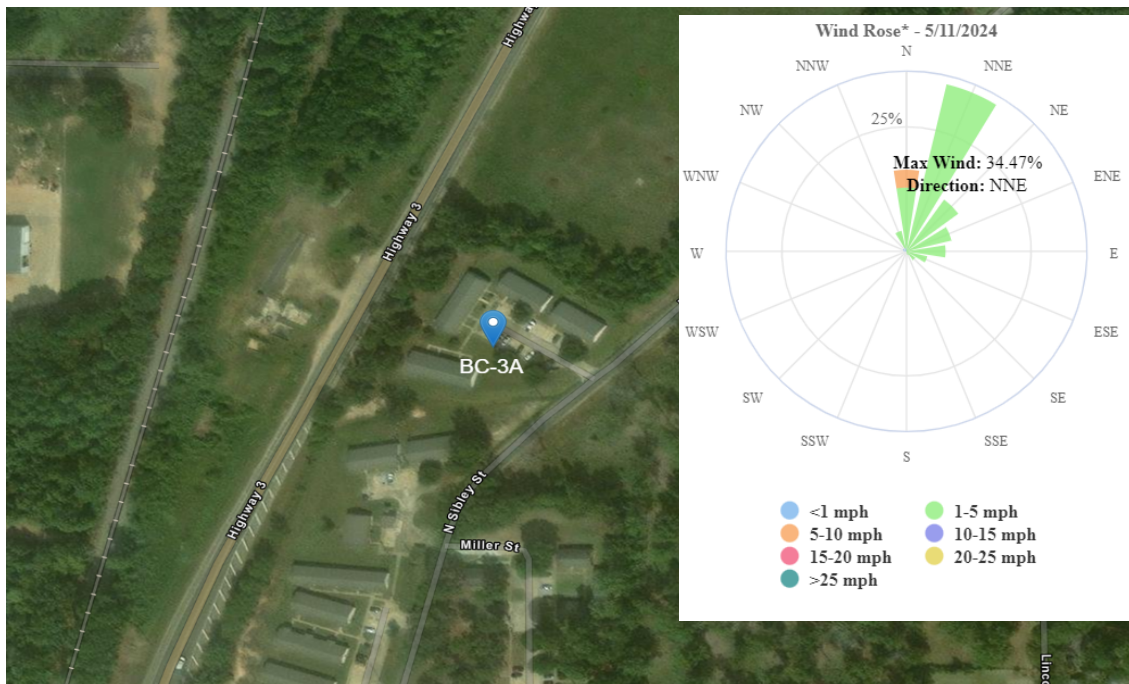 Highway
Highway 3
BC-3A
Highway 3
N Sibley St
Miller St
Wind Rose* - 5/11/2024
N
NNW
NNE
NW
NE
25%
Max Wind: 34.47%
WNW
ENE
Direction: NNE
W
E
WSW
ESE
SW
SE
SSW
SSE
S
<1 mph
1-5 mph
5-10 mph
10-15 mph
15-20 mph
20-25 mph
>25 mph
Linco